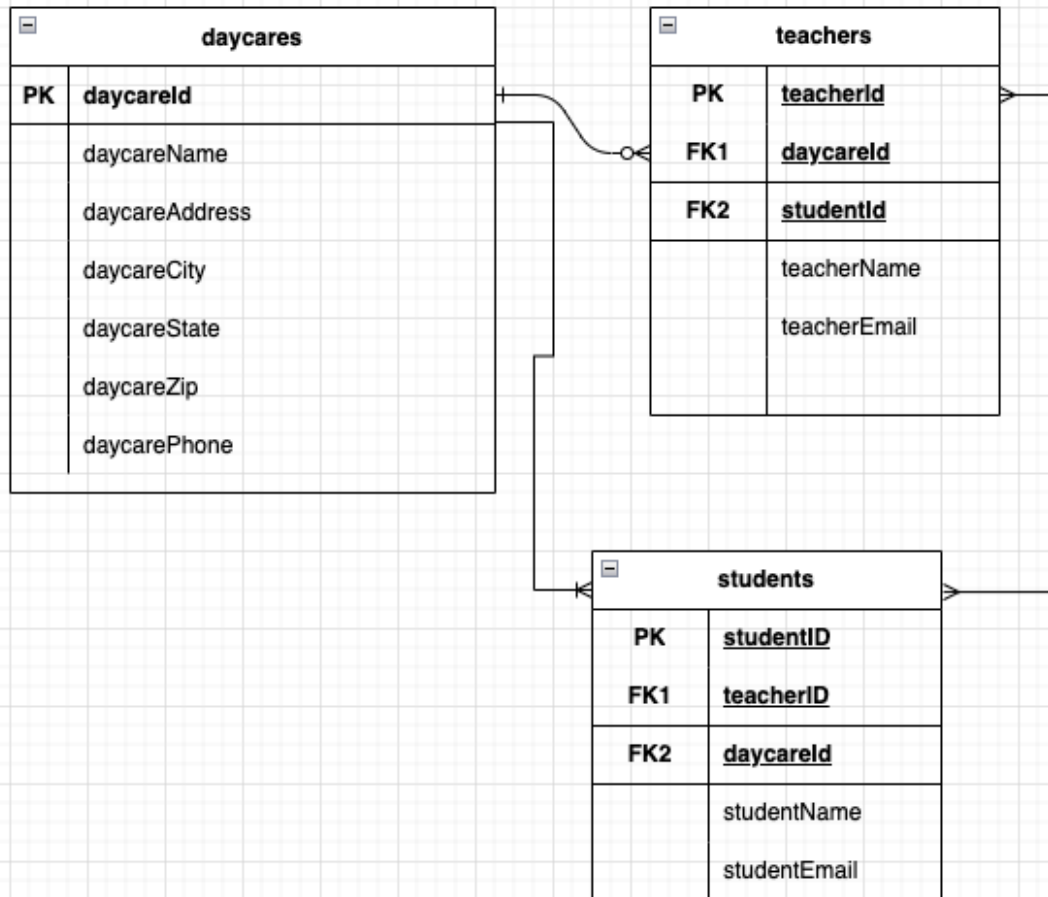 daycares
PK daycareId
daycareName
daycareAddress
daycareCity
daycareState
daycareZip
daycarePhone
teachers
PK teacherId
FK1 daycareId
FK2 studentId
teacherName
teacherEmail
students
PK studentID
FK1 teacherID
FK2 daycareId
studentName
studentEmail